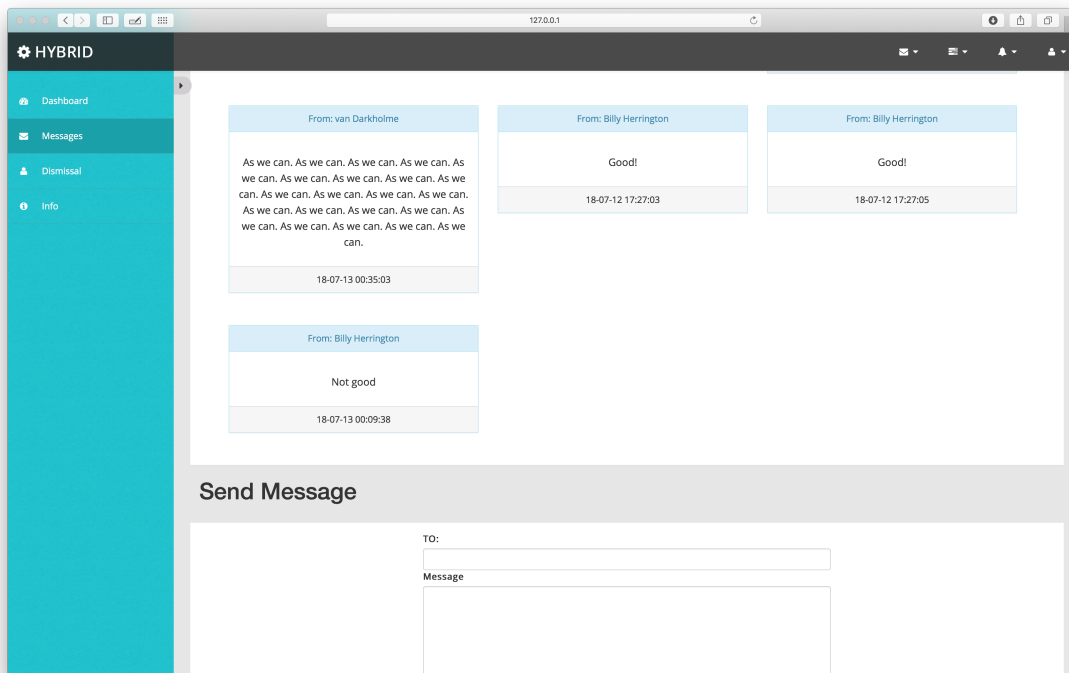 127.0.0.1
HYBRID
Dashboard
Messages
Dismissal
Info
From: van Darkholme
As we can. As we can. As we can. As we can. As
we can. As we can. As we can. As we can. As we
can. As we can. As we can. As we can. As we can.
As we can. As we can. As we can. As we can. As
we can. As we can. As we can. As we can. As we
can.
18-07-13 00:35:03
From: Billy Herrington
Good!
18-07-12 17:27:03
From: Billy Herrington
Good!
18-07-12 17:27:05
From: Billy Herrington
Not good
18-07-13 00:09:38
Send Message
TO:
Message